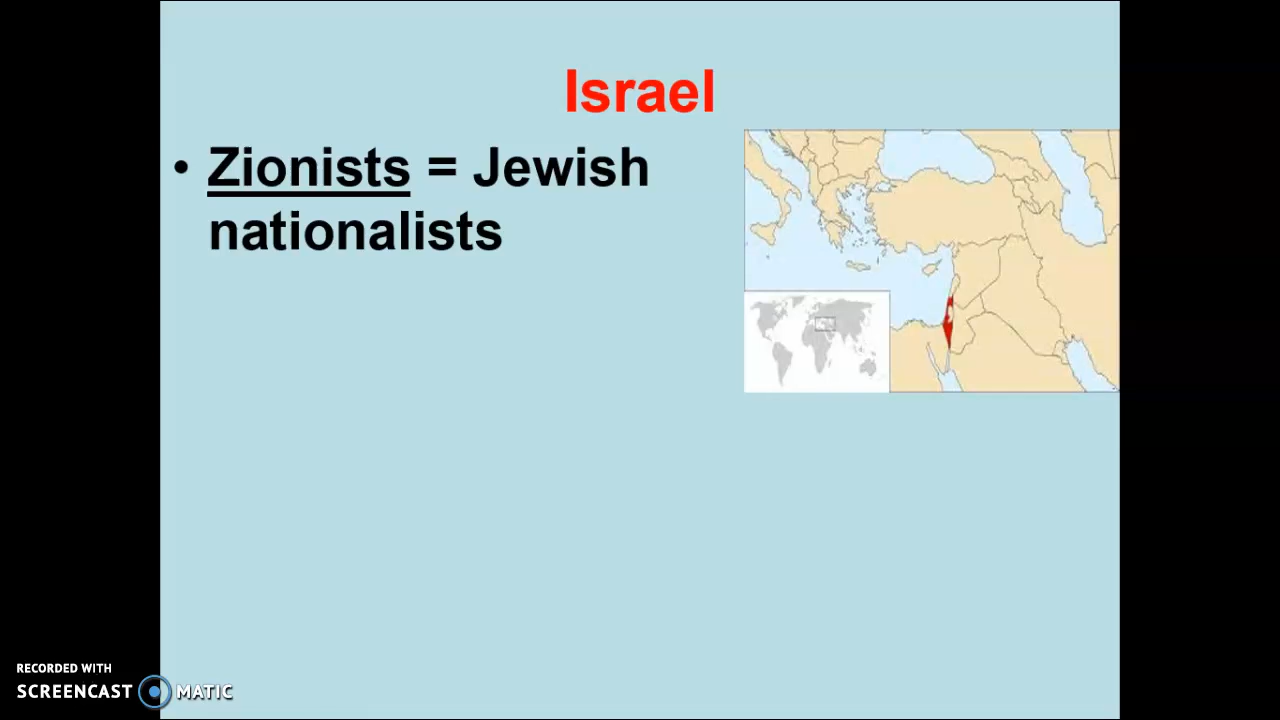 Israel
• Zionists = Jewish
nationalists
RECORDED WITH
SCREENCAST MATIC